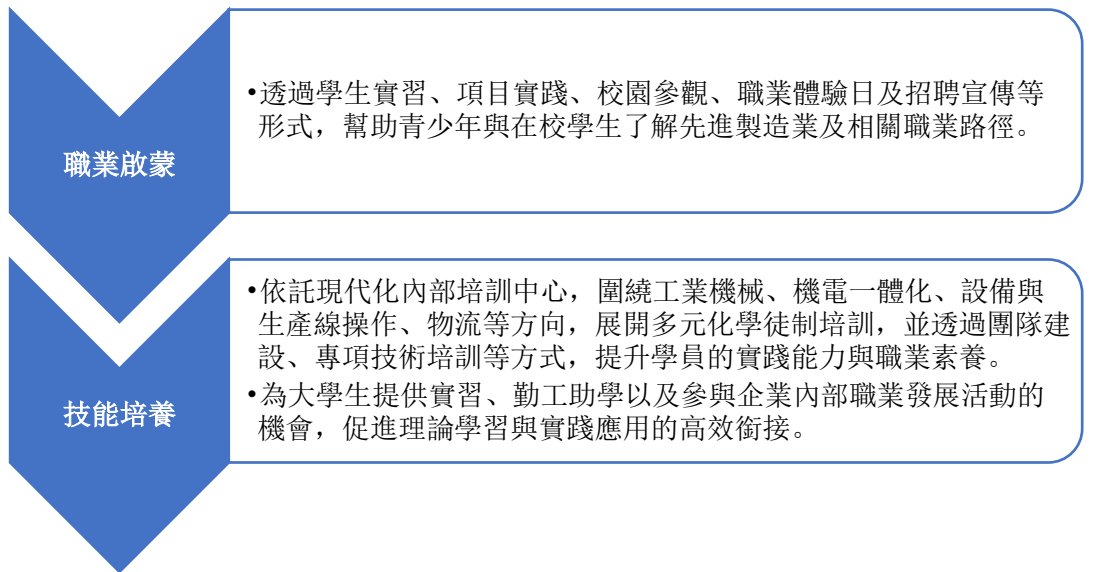 職業啟蒙
•透過學生實習、項目實踐、校園參觀、職業體驗日及招聘宣傳等
形式，幫助青少年與在校學生了解先進製造業及相關職業路徑。
技能培養
•依託現代化內部培訓中心，圍繞工業機械、機電一體化、設備與
生產線操作、物流等方向，展開多元化學徒制培訓，並透過團隊建
設、專項技術培訓等方式，提升學員的實踐能力與職業素養。
•為大學生提供實習、勤工助學以及參與企業內部職業發展活動的
機會，促進理論學習與實踐應用的高效銜接。